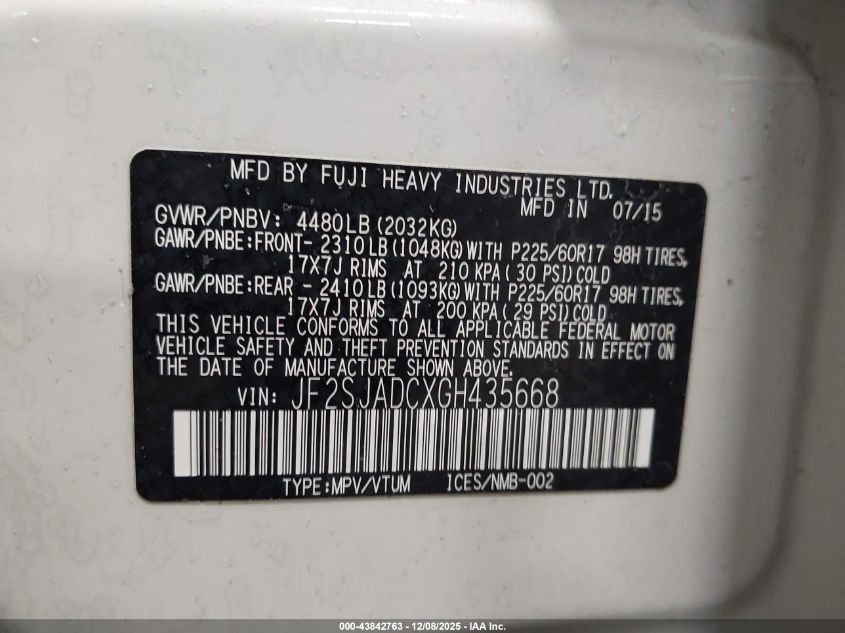 MFD BY FUJI HEAVY INDUSTRIES LTD.
MFD IN 07/15
GVWR/PNBV: 4480LB (2032KG)
GAWR/PNBE:FRONT- 2310LB (1048KG) WITH P225/60R17 98H TIRES,
17X7J RIMS AT 210 KPA ( 30 PSI) COLD
GAWR/PNBE:REAR - 2410LB (1093KG) WITH P225/60R17 98H TIRES,
17X7J RIMS AT 200 KPA ( 29 PSI) COLD
THIS VEHICLE CONFORMS TO ALL APPLICABLE FEDERAL MOTOR
VEHICLE SAFETY AND THEFT PREVENTION STANDARDS IN EFFECT ON
THE DATE OF MANUFACTURE SHOWN ABOVE.
VIN: JF2SJADCXGH435668
TYPE:MPV/VTUM ICES/NMB-002
000-43842763 - 12/08/2025 - IAA Inc.